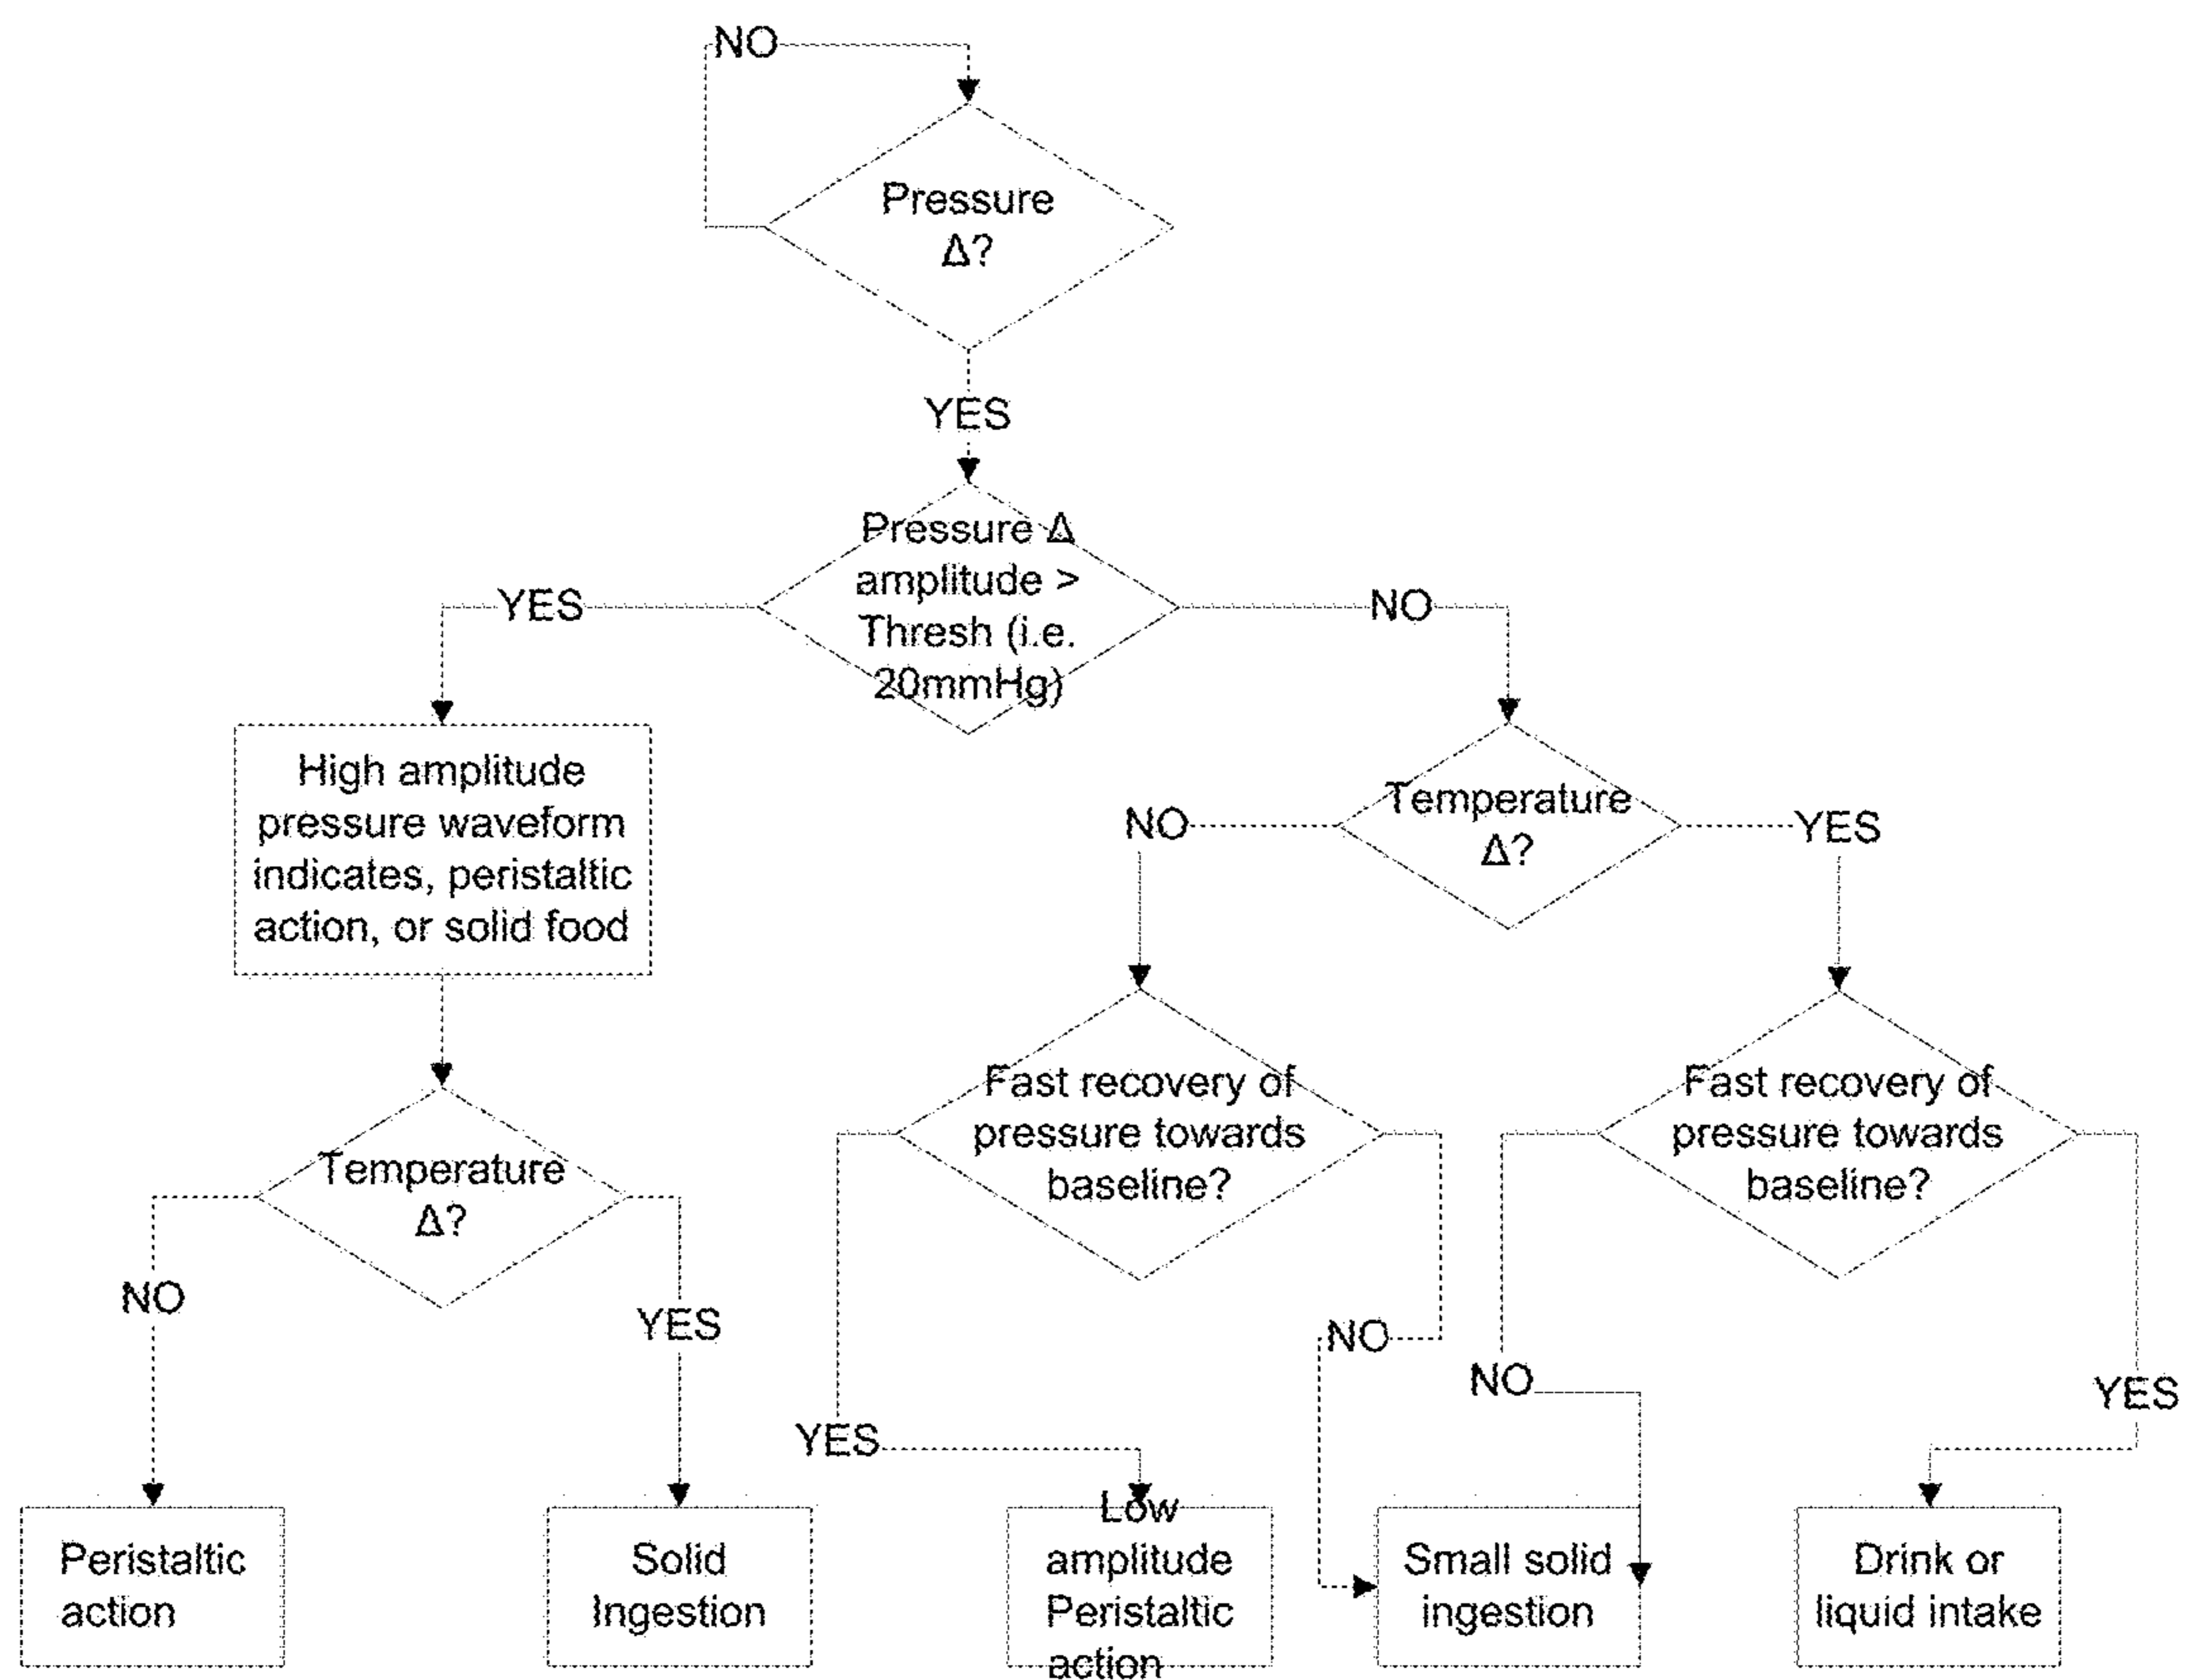 NO
Pressure
Δ?
YES
Pressure Δ
amplitude >
Thresh (i.e.
20mmHg)
YES
NO
High amplitude
pressure waveform
indicates, peristaltic
action, or solid food
Temperature
Δ?
NO
YES
Fast recovery of
pressure towards
baseline?
Fast recovery of
pressure towards
baseline?
Temperature
Δ?
NO
YES
NO
NO
YES
YES
Peristaltic
action
Solid
Ingestion
Low
amplitude
Peristaltic
action
Small solid
ingestion
Drink or
liquid intake